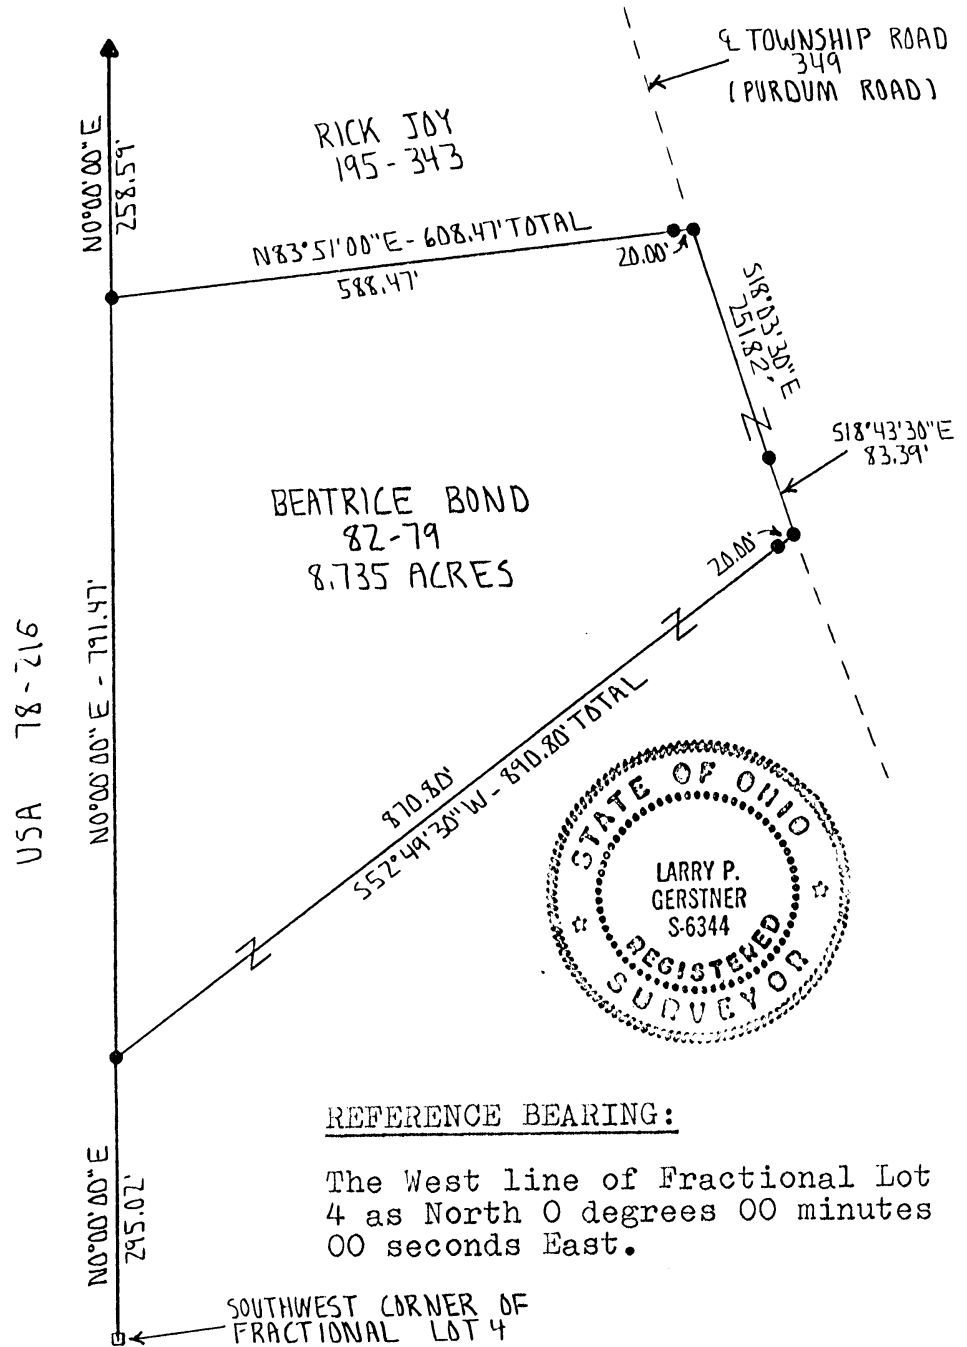 ℄ TOWNSHIP ROAD
349
(PURDUM ROAD)
RICK JOY
195-343
N0°00'00"E
258.59'
N83°51'00"E - 608.47' TOTAL
588.47'
20.00'
S18°03'30"E
251.82'
S18°43'30"E
83.39'
BEATRICE BOND
82-79
8.735 ACRES
20.00'
USA 78-216
N0°00'00"E - 791.47'
870.80'
S52°49'30"W - 890.80' TOTAL
STATE OF OHIO
LARRY P.
GERSTNER
S-6344
REGISTERED
SURVEYOR
REFERENCE BEARING:
The West line of Fractional Lot
4 as North 0 degrees 00 minutes
00 seconds East.
N0°00'00"E
295.02'
SOUTHWEST CORNER OF
FRACTIONAL LOT 4